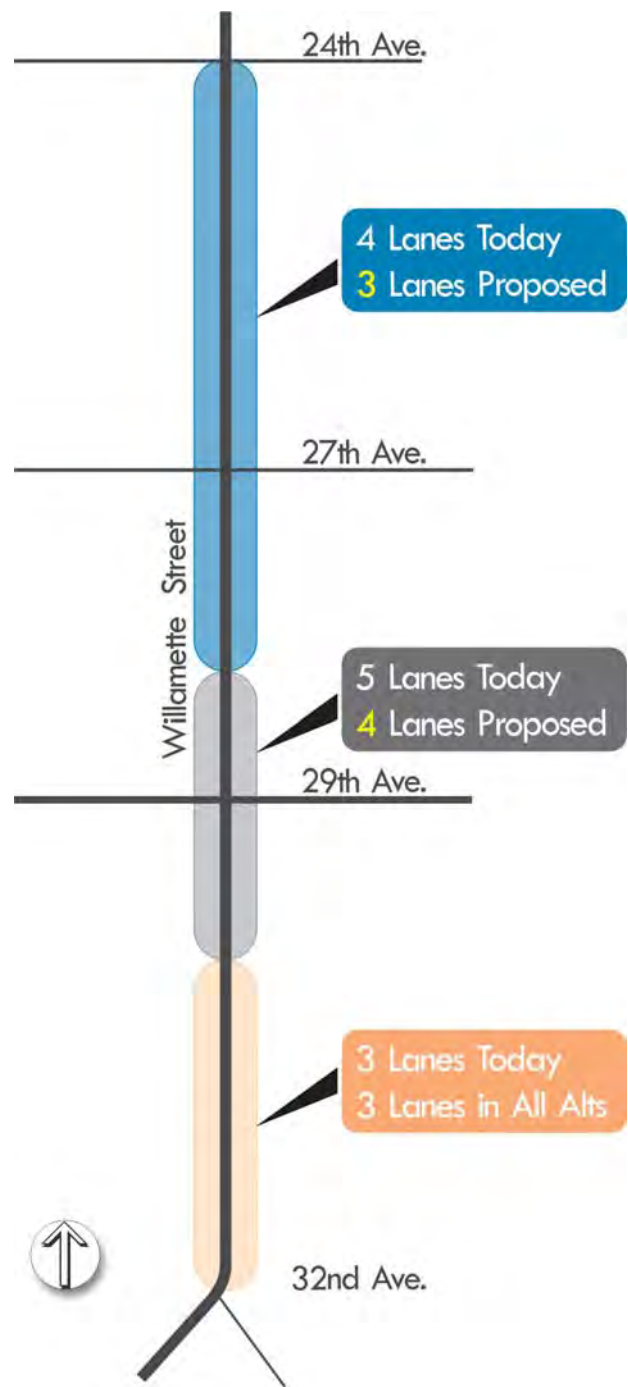 24th Ave.
4 Lanes Today
3 Lanes Proposed
27th Ave.
Willamette Street
5 Lanes Today
4 Lanes Proposed
29th Ave.
3 Lanes Today
3 Lanes in All Alts
32nd Ave.